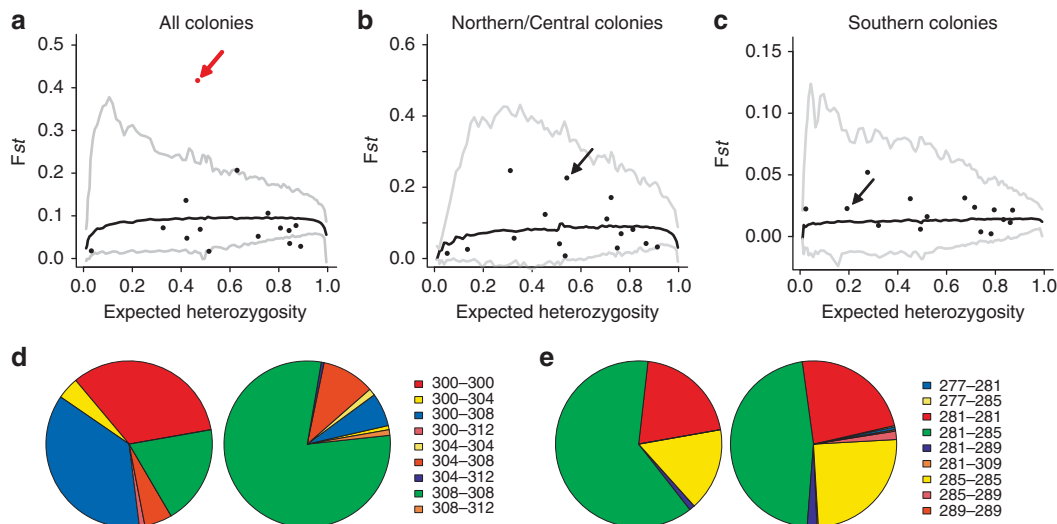 a All colonies
0.5
0.4
0.3
0.2
0.1
0.0
Fst
0.0 0.2 0.4 0.6 0.8 1.0
Expected heterozygosity
b Northern/Central colonies
0.6
0.4
0.2
0.0
Fst
0.0 0.2 0.4 0.6 0.8 1.0
Expected heterozygosity
c Southern colonies
0.15
0.10
0.05
0.00
Fst
0.0 0.2 0.4 0.6 0.8 1.0
Expected heterozygosity
d
300–300
300–304
300–308
300–312
304–304
304–308
304–312
308–308
308–312
e
277–281
277–285
281–281
281–285
281–289
281–309
285–285
285–289
289–289